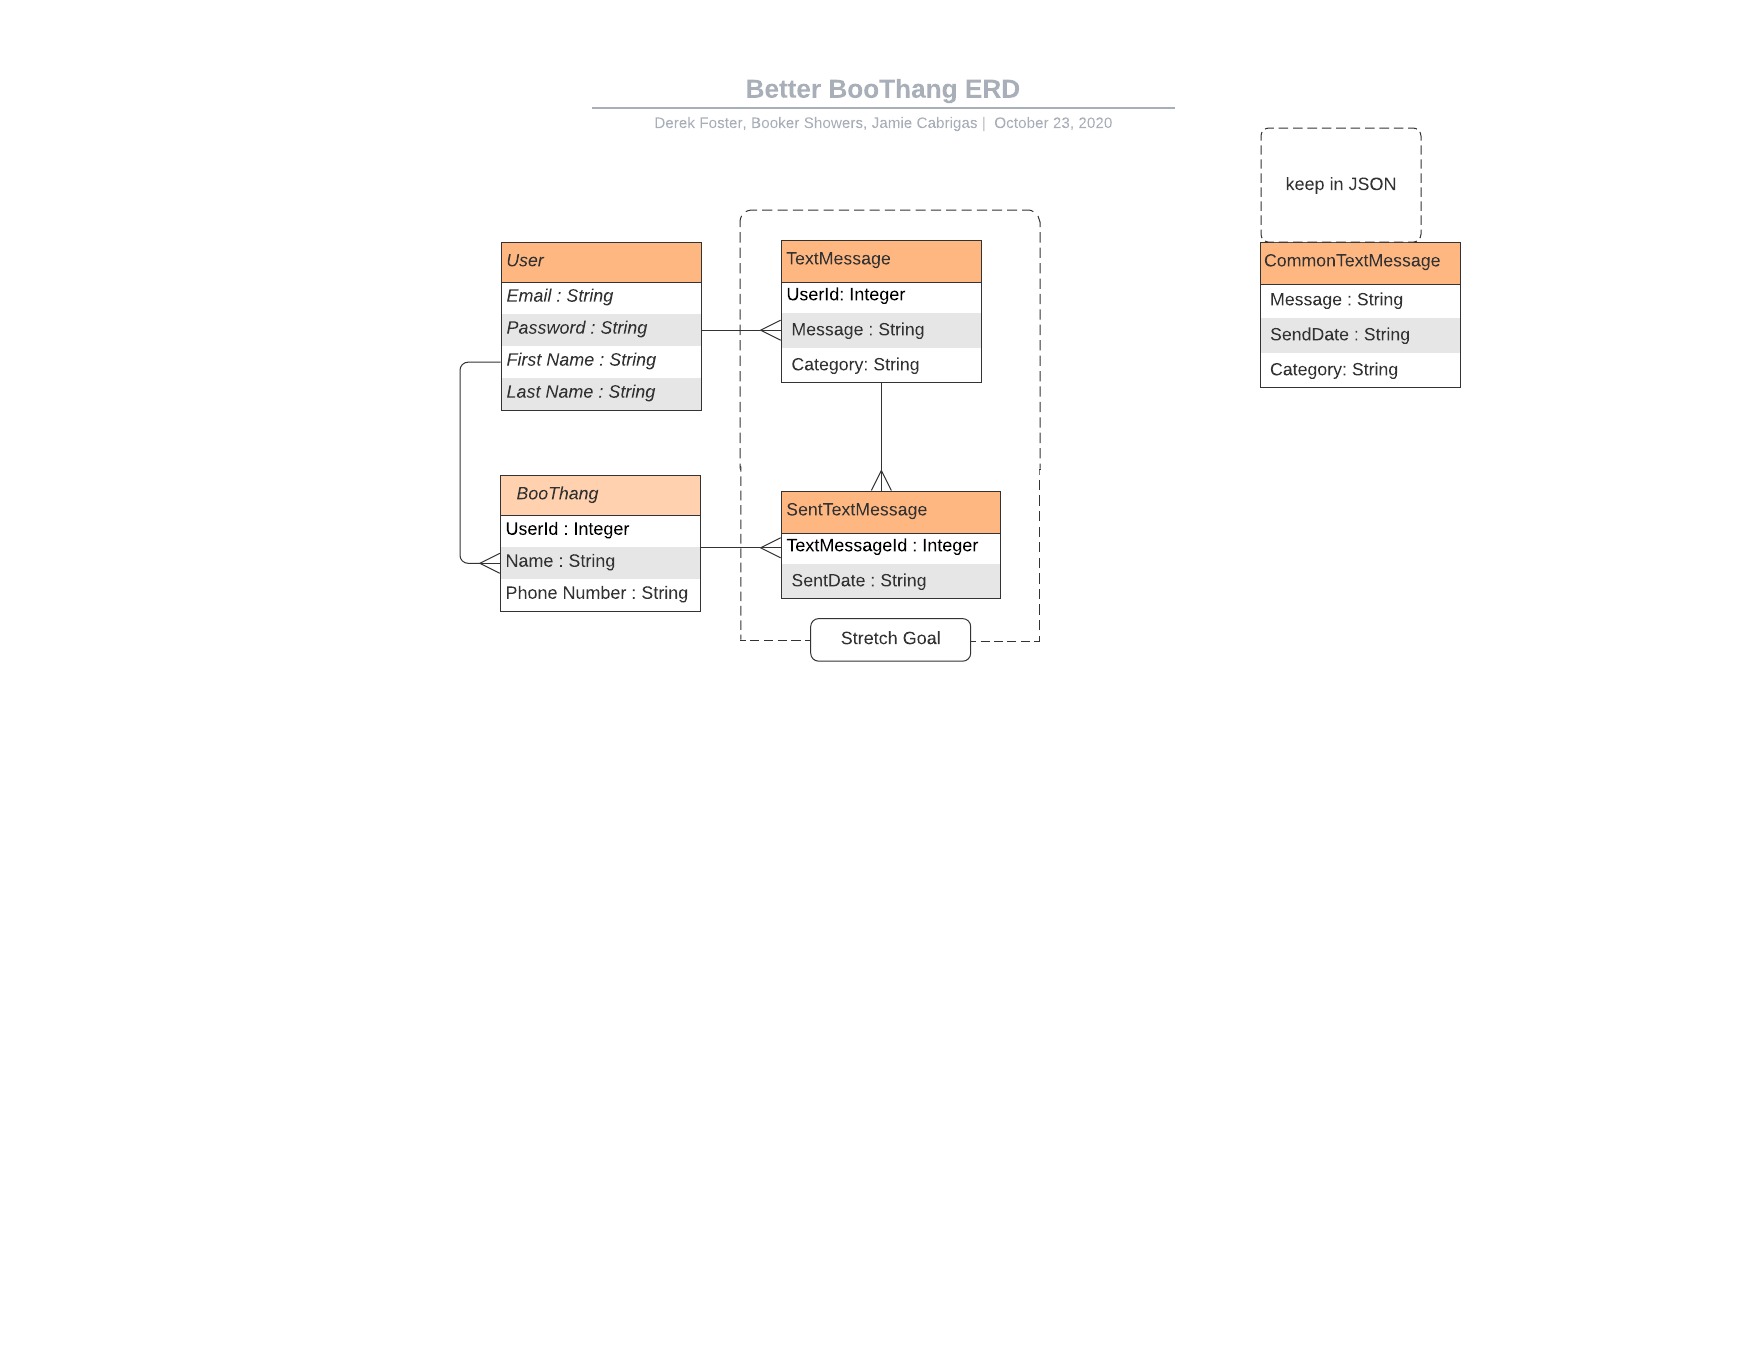 Better BooThang ERD
Derek Foster, Booker Showers, Jamie Cabrigas | October 23, 2020
keep in JSON
User
Email : String
Password : String
First Name : String
Last Name : String
TextMessage
UserId: Integer
Message : String
Category: String
CommonTextMessage
Message : String
SendDate : String
Category: String
BooThang
UserId : Integer
Name : String
Phone Number : String
SentTextMessage
TextMessageId : Integer
SentDate : String
Stretch Goal